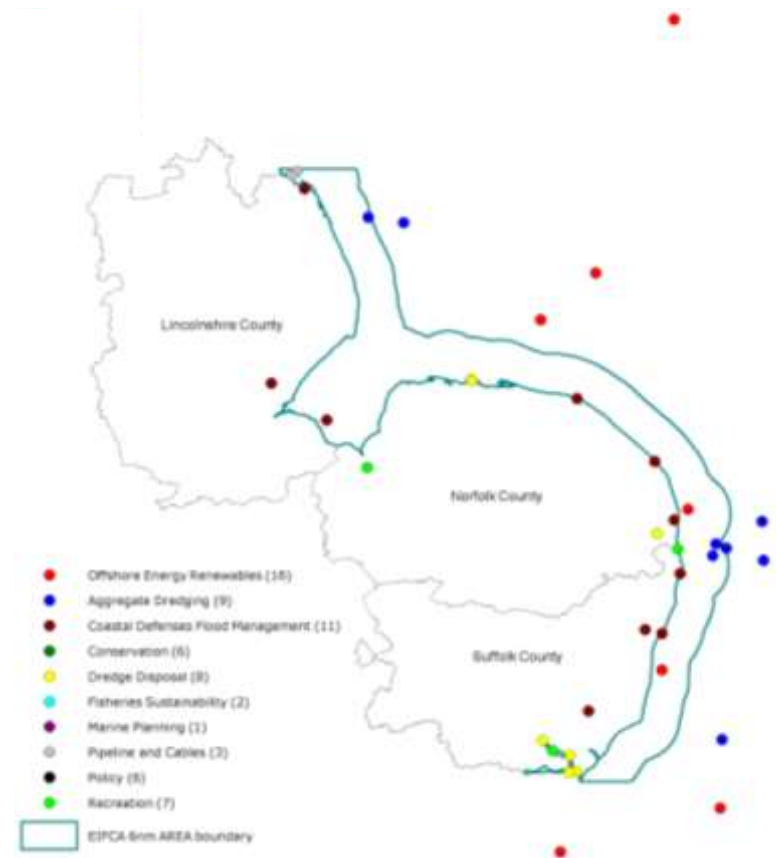 Lincolnshire County
Norfolk County
Suffolk County
Offshore Energy Renewables (16)
Aggregate Dredging (9)
Coastal Defenses Flood Management (11)
Conservation (6)
Dredge Disposal (8)
Fisheries Sustainability (2)
Marine Planning (1)
Pipeline and Cables (3)
Policy (6)
Recreation (7)
EIFCA 6nm AREA boundary